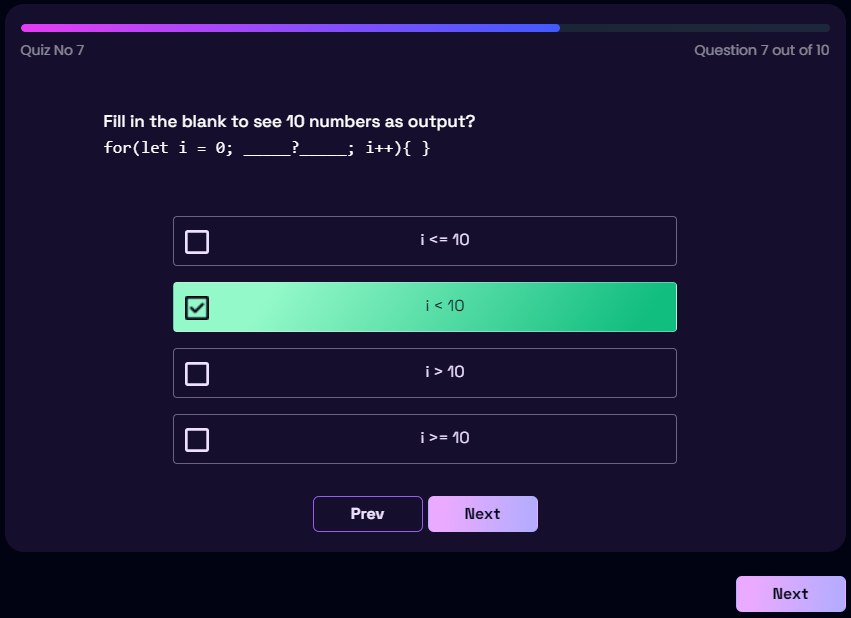 Quiz No 7
Question 7 out of 10
Fill in the blank to see 10 numbers as output?
for(let i = 0; _____?_____; i++){ }
i <= 10
i < 10
i > 10
i >= 10
Prev
Next
Next